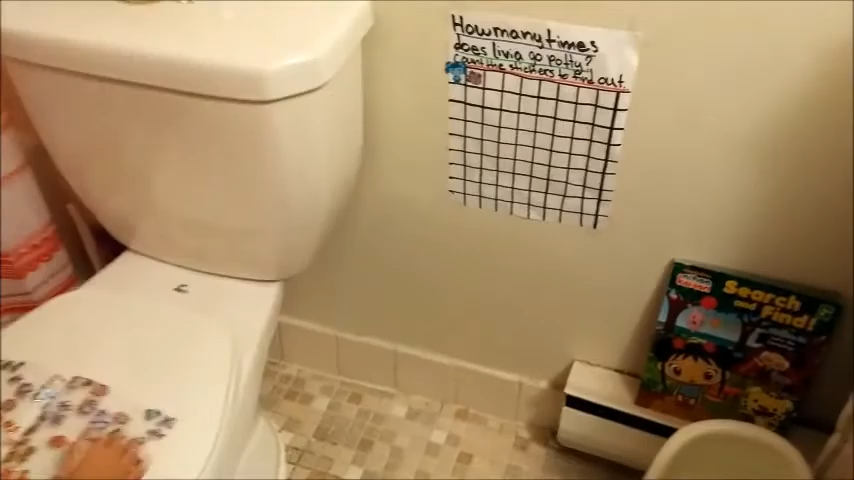 How many times
does livia go potty?
Count the stickers to find out.
Search
and Find!